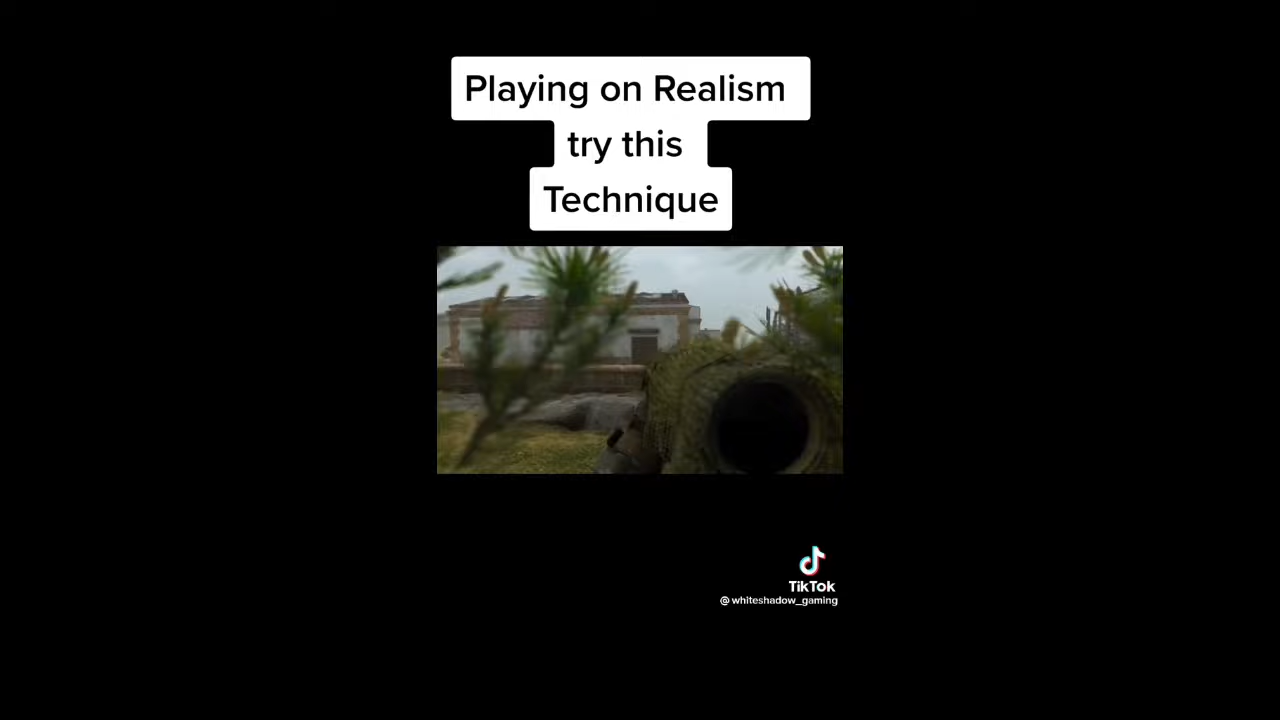 Playing on Realism
try this
Technique
TikTok
@ whiteshadow_gaming